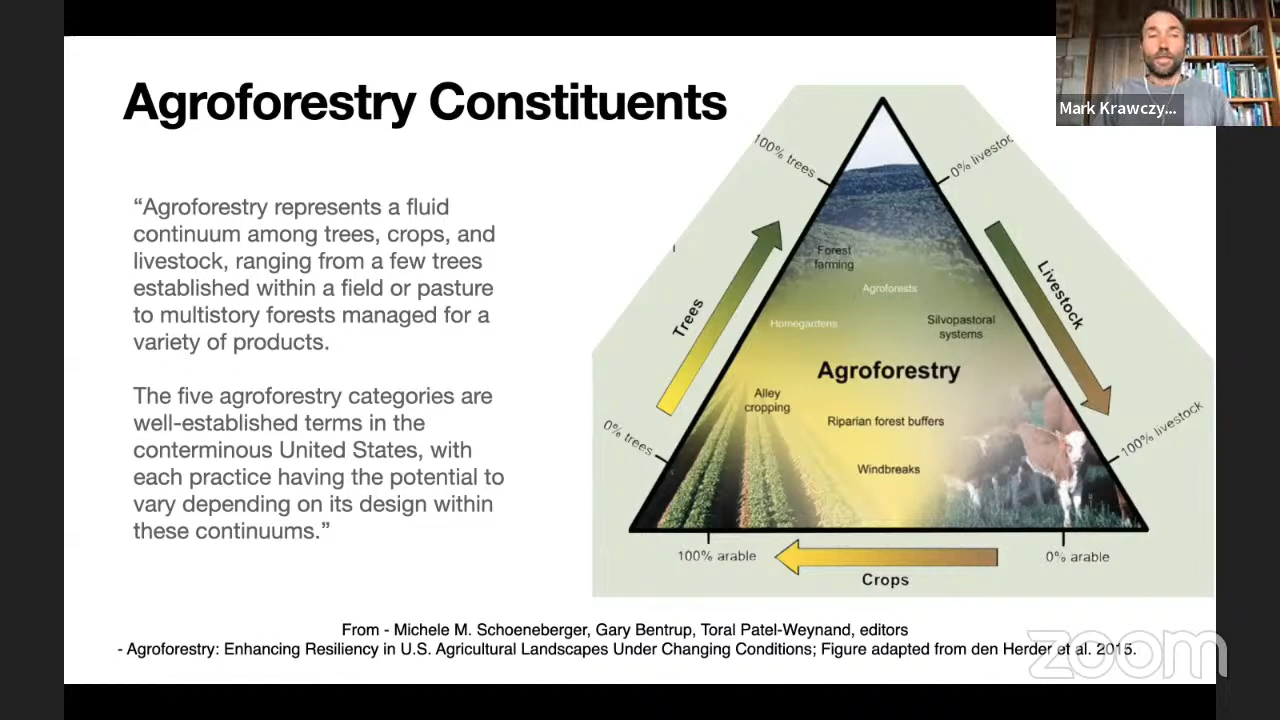 Agroforestry Constituents
Mark Krawczy...
“Agroforestry represents a fluid
continuum among trees, crops, and
livestock, ranging from a few trees
established within a field or pasture
to multistory forests managed for a
variety of products.
The five agroforestry categories are
well-established terms in the
conterminous United States, with
each practice having the potential to
vary depending on its design within
these continuums.”
100% trees
0% livestoc
Trees
Livestock
Forest
farming
Agroforests
Homegardens
Silvopastoral
systems
Agroforestry
Alley
cropping
Riparian forest buffers
Windbreaks
0% trees
100% livestock
100% arable
0% arable
Crops
From - Michele M. Schoeneberger, Gary Bentrup, Toral Patel-Weynand, editors
- Agroforestry: Enhancing Resiliency in U.S. Agricultural Landscapes Under Changing Conditions; Figure adapted from den Herder et al. 2015.
zoom